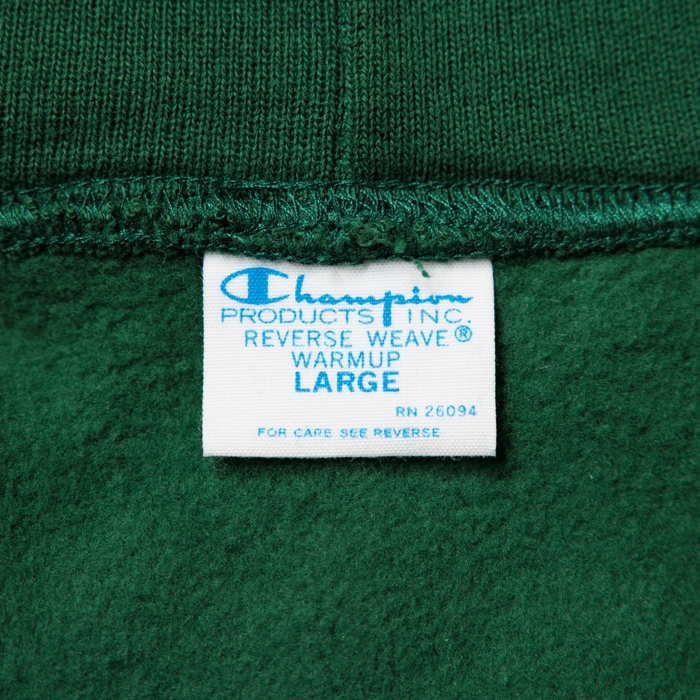 Champion
PRODUCTS INC.
REVERSE WEAVE®
WARMUP
LARGE
RN 26094
FOR CARE SEE REVERSE